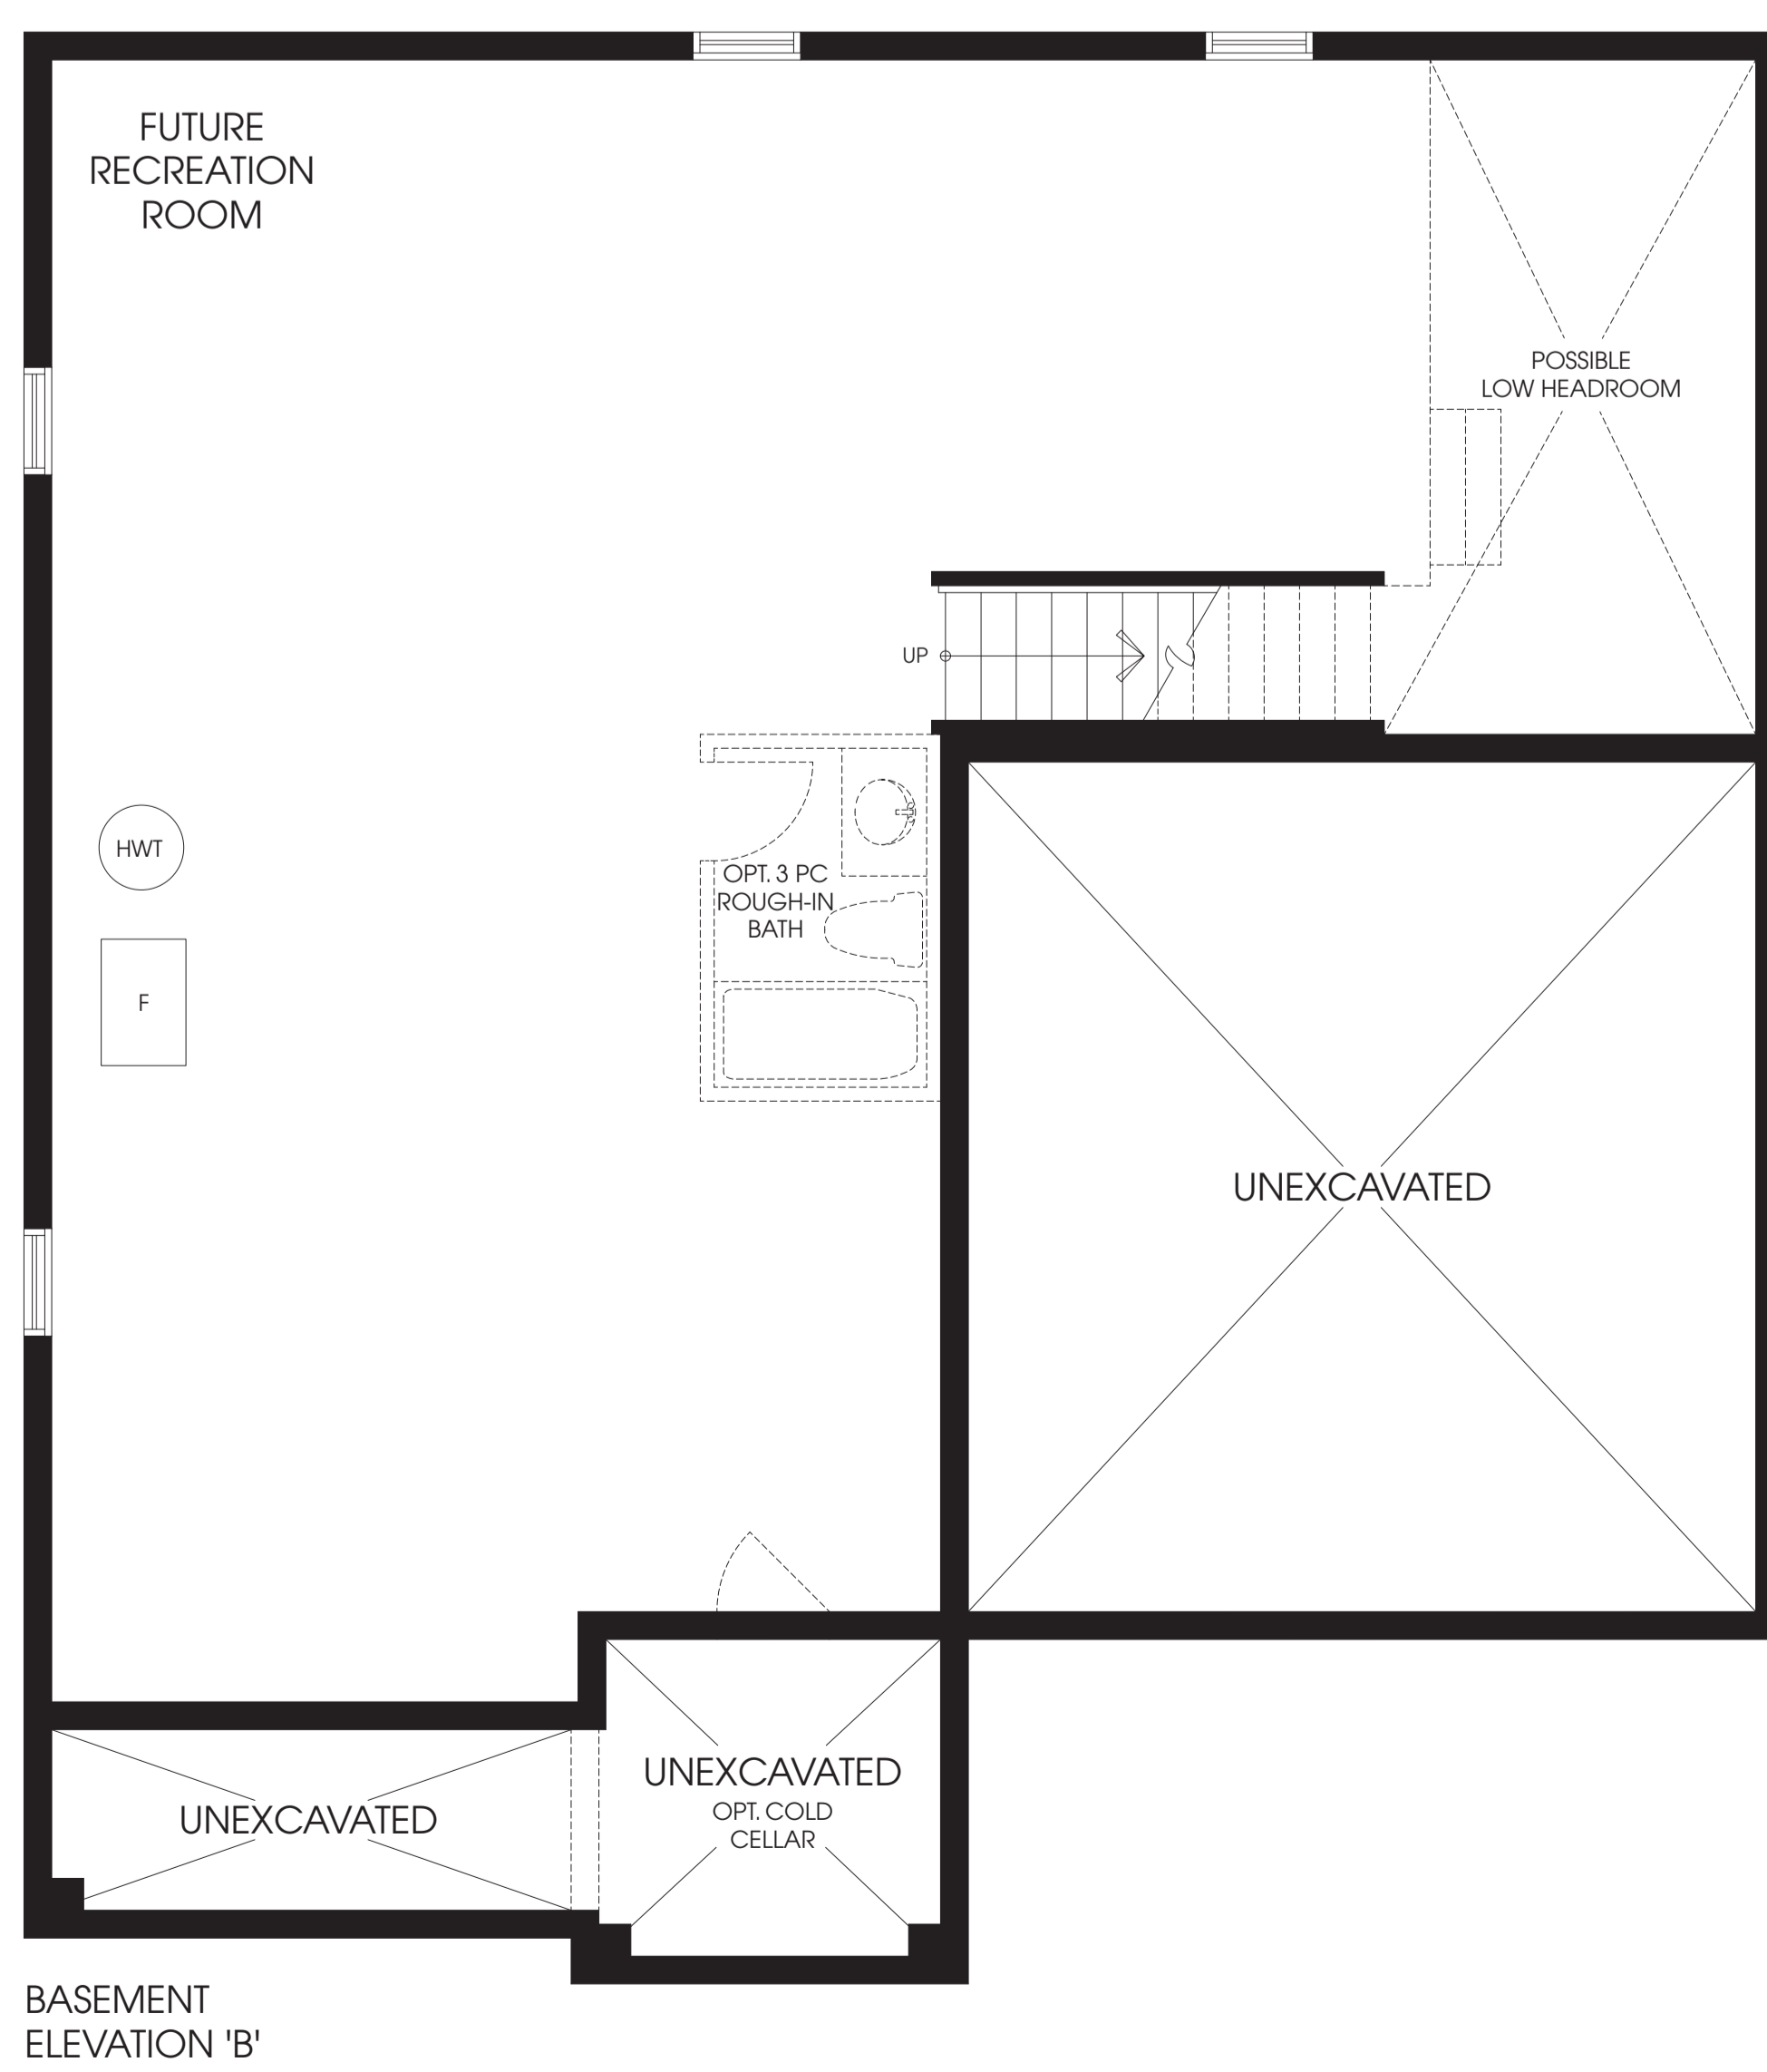 FUTURE
RECREATION
ROOM
POSSIBLE
LOW HEADROOM
UP
HWT
OPT. 3 PC
ROUGH-IN
BATH
F
UNEXCAVATED
UNEXCAVATED
OPT. COLD
CELLAR
UNEXCAVATED
BASEMENT
ELEVATION 'B'